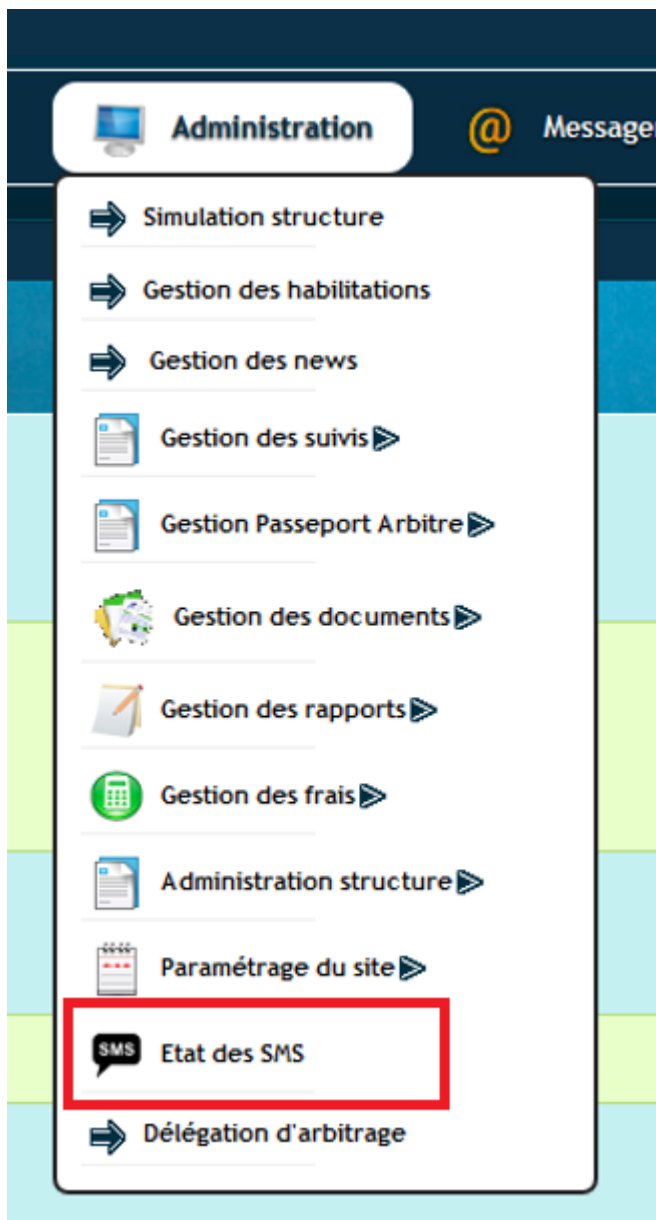 Administration
@ Message
Simulation structure
Gestion des habilitations
Gestion des news
Gestion des suivis
Gestion Passeport Arbitre
Gestion des documents
Gestion des rapports
Gestion des frais
Administration structure
Paramétrage du site
SMS Etat des SMS
Délégation d'arbitrage